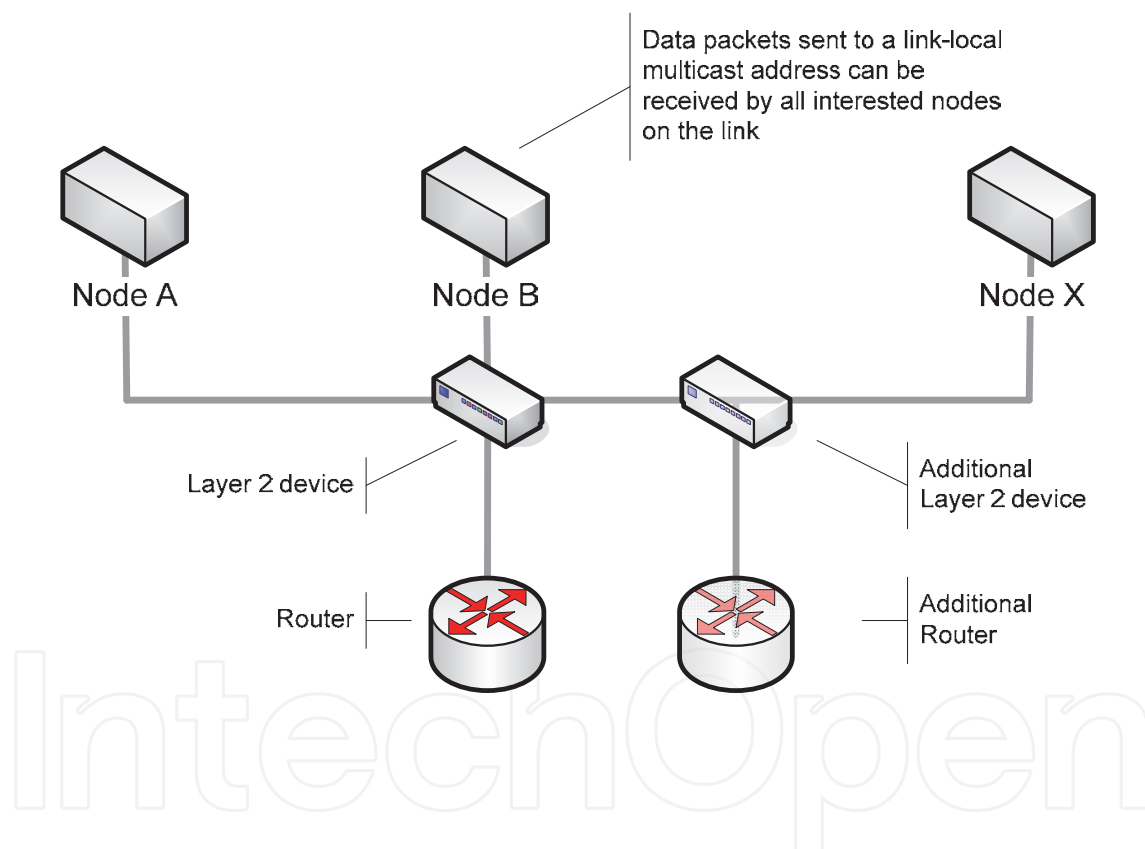 Data packets sent to a link-local
multicast address can be
received by all interested nodes
on the link
Node A
Node B
Node X
Layer 2 device
Additional
Layer 2 device
Router
Additional
Router
IntechOpen